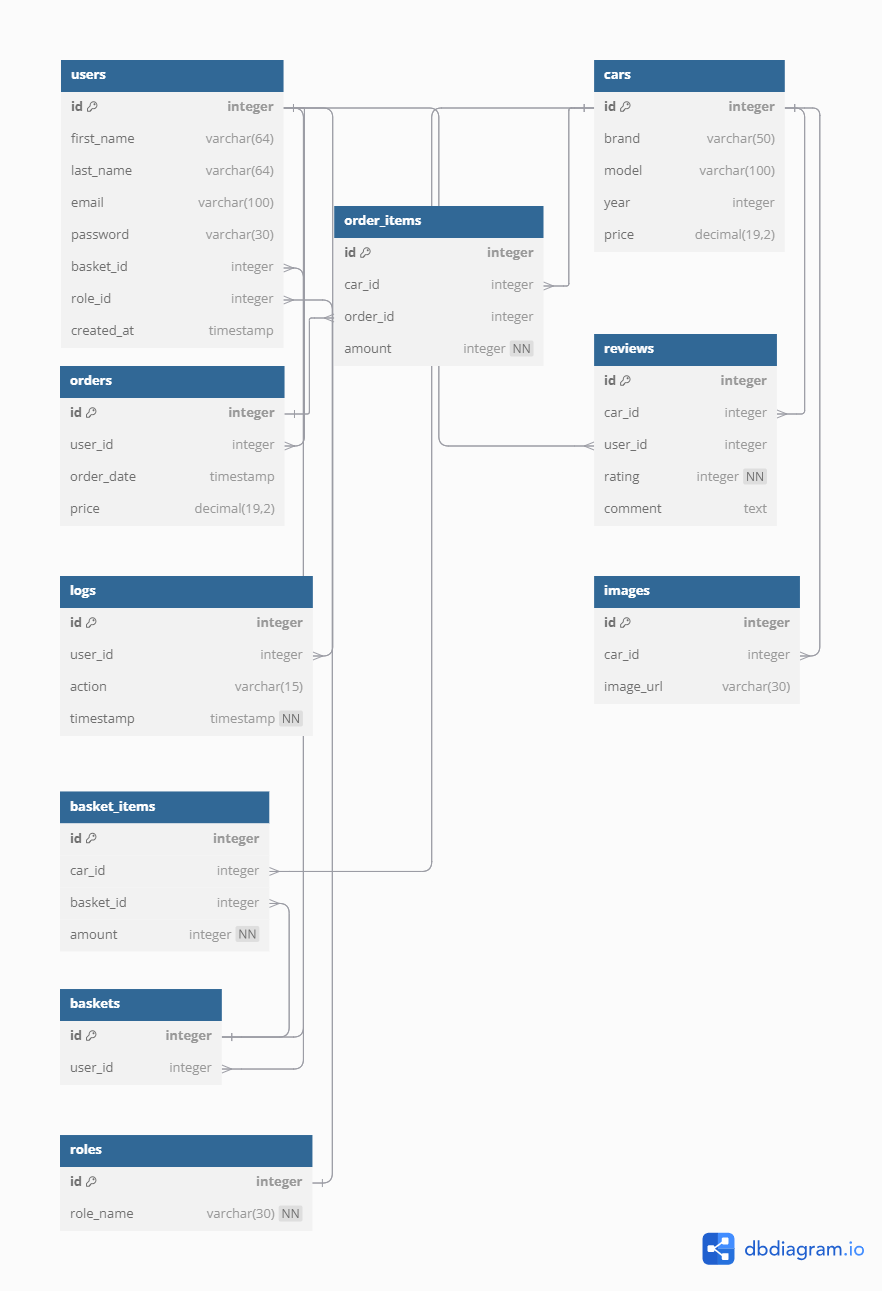 users
id integer
first_name varchar(64)
last_name varchar(64)
email varchar(100)
password varchar(30)
basket_id integer
role_id integer
created_at timestamp
orders
id integer
user_id integer
order_date timestamp
price decimal(19,2)
logs
id integer
user_id integer
action varchar(15)
timestamp timestamp NN
basket_items
id integer
car_id integer
basket_id integer
amount integer NN
baskets
id integer
user_id integer
roles
id integer
role_name varchar(30) NN
order_items
id integer
car_id integer
order_id integer
amount integer NN
cars
id integer
brand varchar(50)
model varchar(100)
year integer
price decimal(19,2)
reviews
id integer
car_id integer
user_id integer
rating integer NN
comment text
images
id integer
car_id integer
image_url varchar(30)
dbdiagram.io